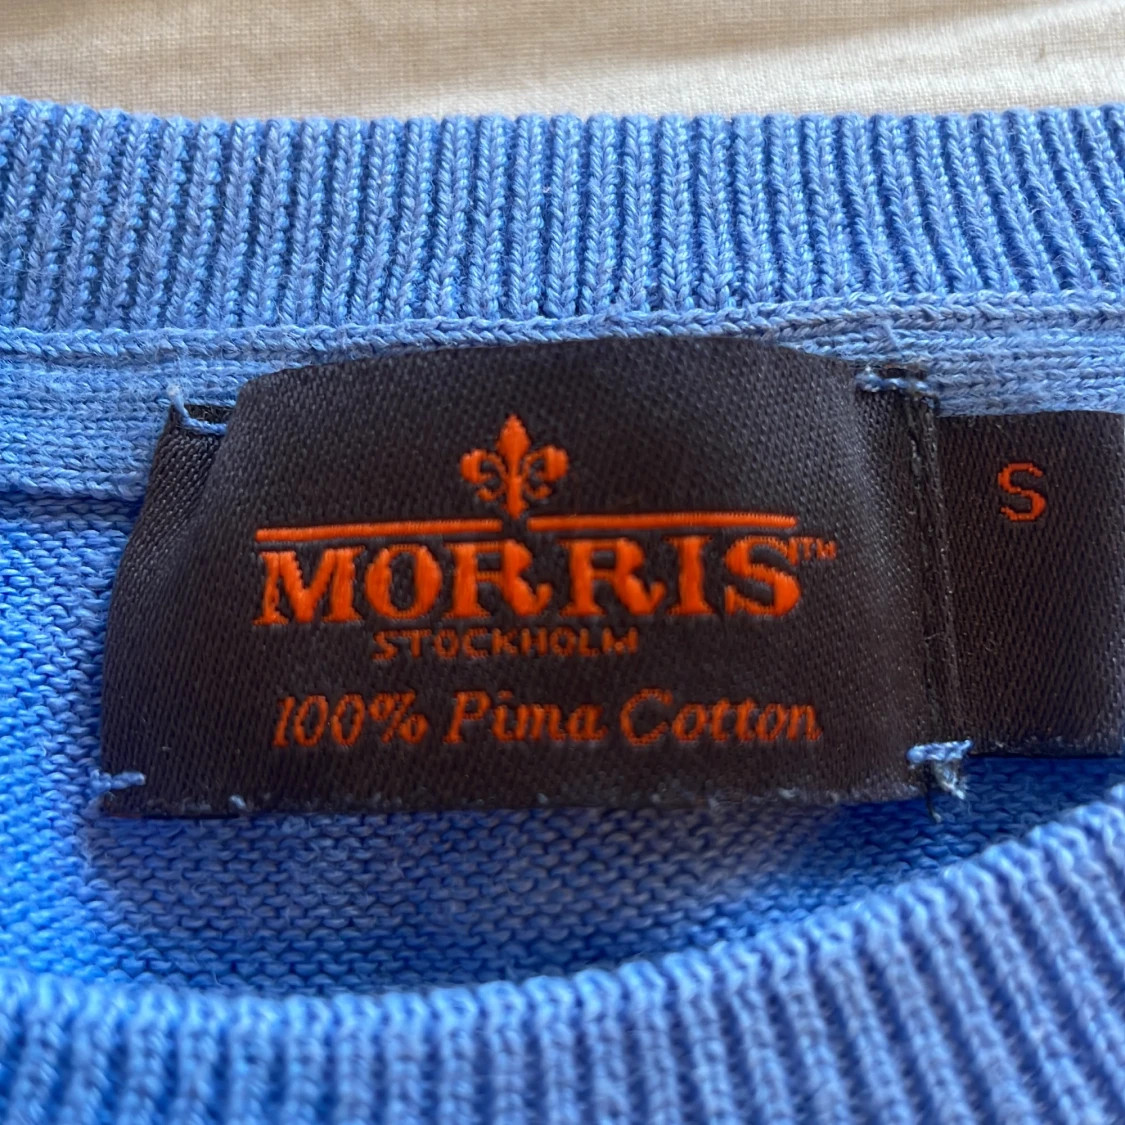 MORRIS™
STOCKHOLM
100% Pima Cotton
S